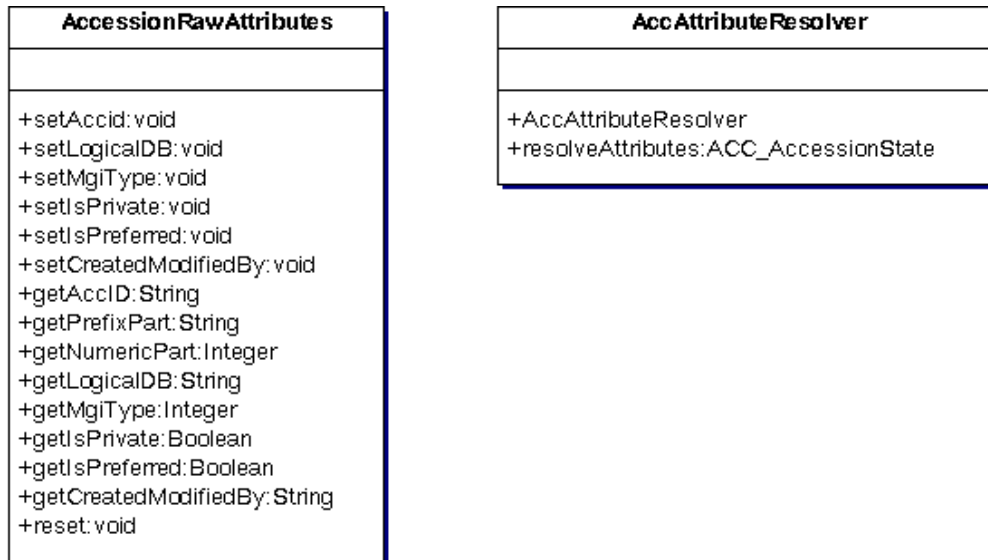 AccessionRawAttributes
+setAccid:void
+setLogicalDB:void
+setMgiType:void
+setIsPrivate:void
+setIsPreferred:void
+setCreatedModifiedBy:void
+getAccID:String
+getPrefixPart:String
+getNumericPart:Integer
+getLogicalDB:String
+getMgiType:Integer
+getIsPrivate:Boolean
+getIsPreferred:Boolean
+getCreatedModifiedBy:String
+reset:void
AccAttributeResolver
+AccAttributeResolver
+resolveAttributes:ACC_AccessionState